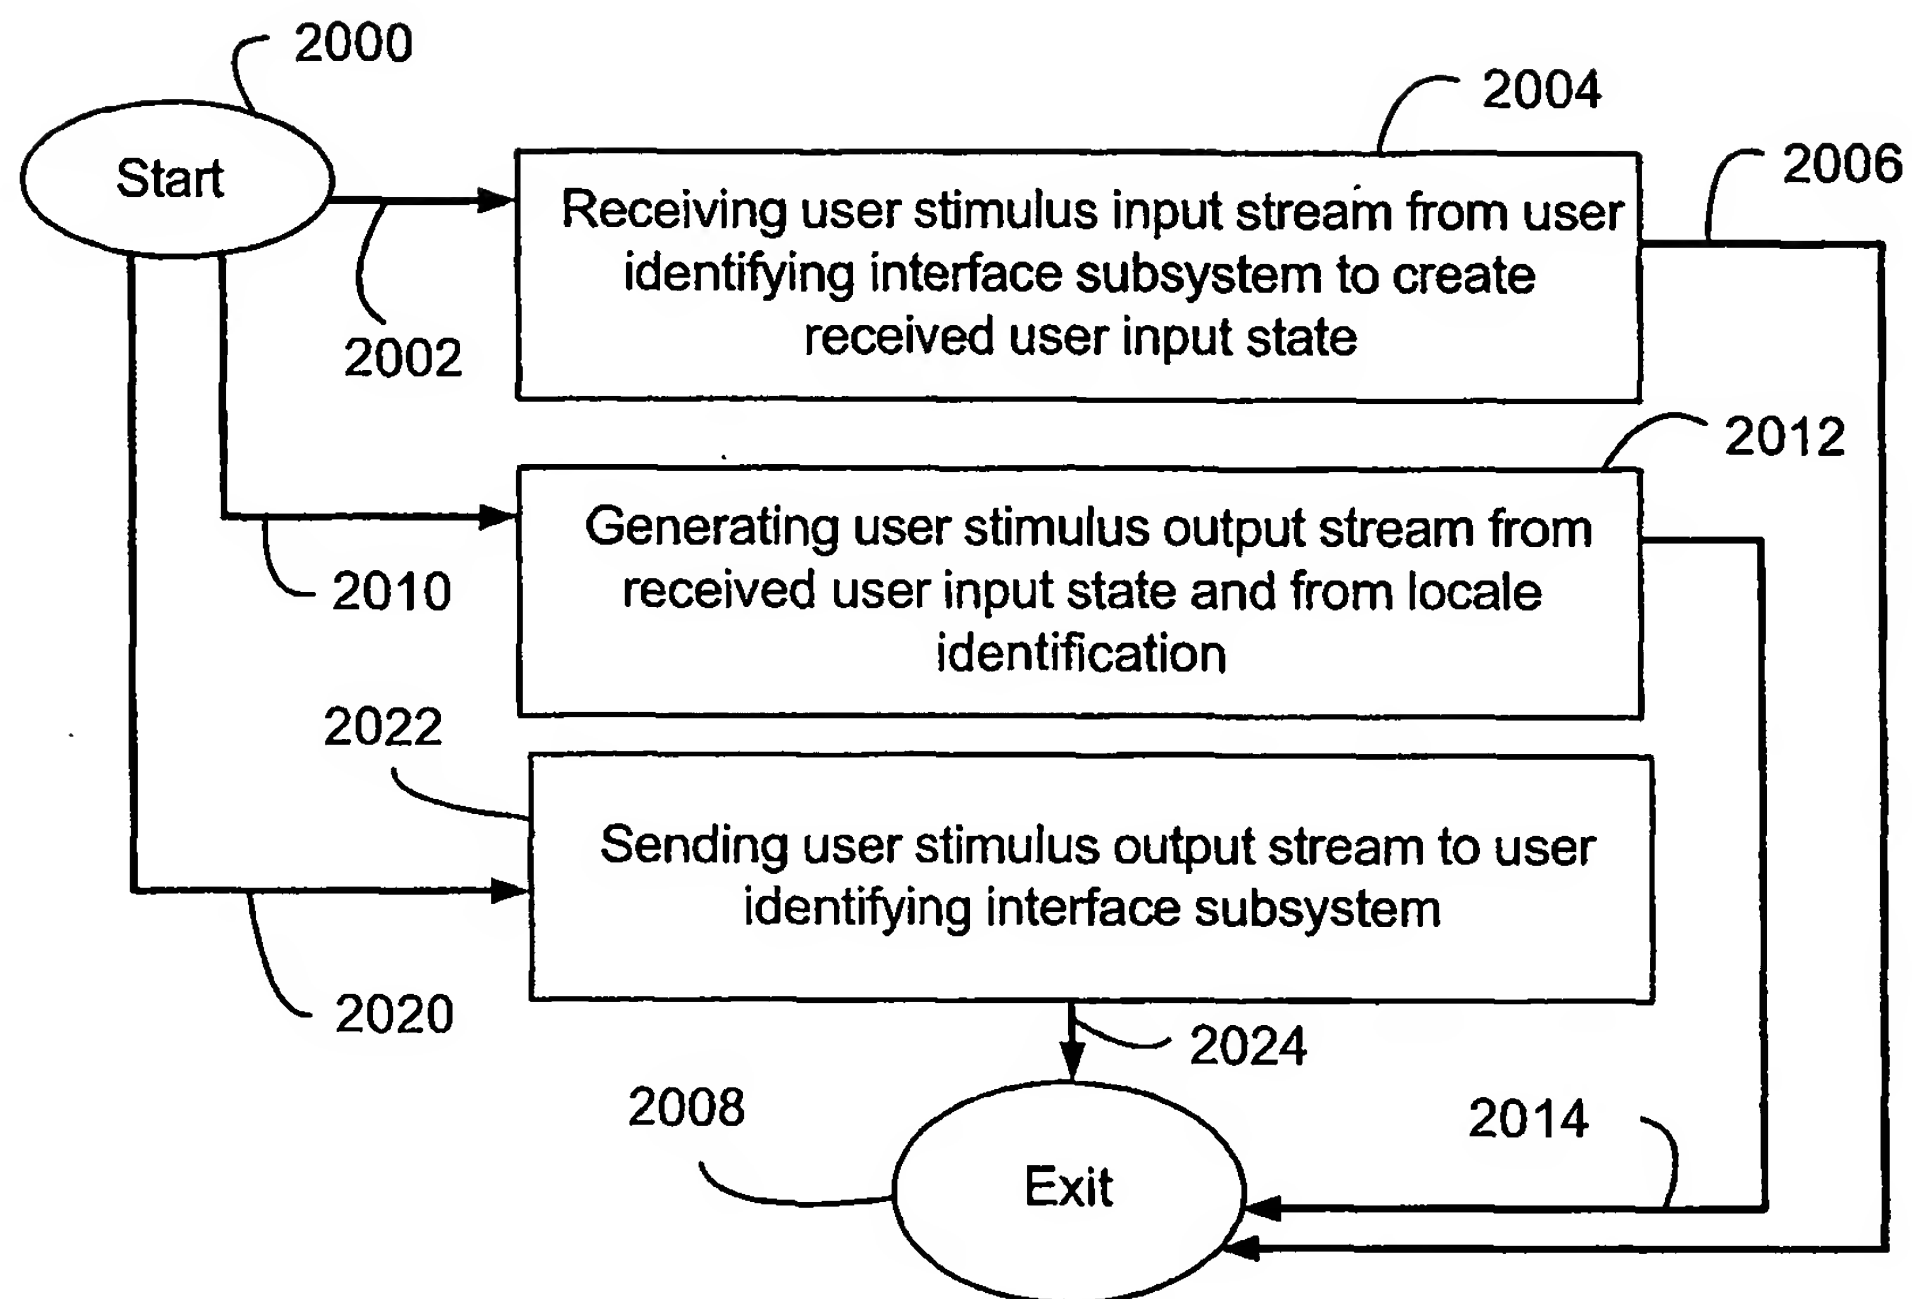 2000
2004
Start
2006
Receiving user stimulus input stream from user
identifying interface subsystem to create
received user input state
2002
2012
Generating user stimulus output stream from
received user input state and from locale
identification
2010
2022
Sending user stimulus output stream to user
identifying interface subsystem
2020
2024
2008
2014
Exit